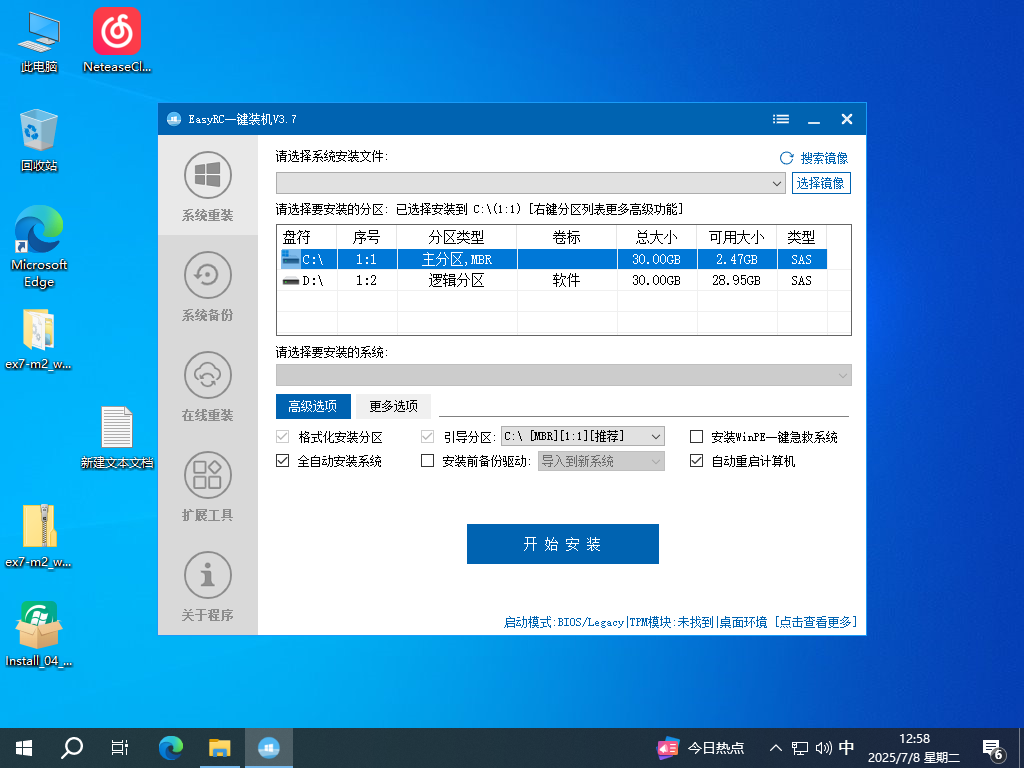 此电脑
NeteaseCl...
回收站
Microsoft
Edge
ex7-m2_w...
新建文本文档
ex7-m2_w...
Install_04_...
EasyRC一键装机V3.7
系统重装
系统备份
在线重装
扩展工具
关于程序
请选择系统安装文件:
搜索镜像
选择镜像
请选择要安装的分区: 已选择安装到 C:\(1:1) [右键分区列表更多高级功能]
盘符 序号 分区类型 卷标 总大小 可用大小 类型
C:\ 1:1 主分区,MBR 30.00GB 2.47GB SAS
D:\ 1:2 逻辑分区 软件 30.00GB 28.95GB SAS
请选择要安装的系统:
高级选项 更多选项
格式化安装分区 引导分区: C:\ [MBR][1:1][推荐] 安装WinPE一键急救系统
全自动安装系统 安装前备份驱动: 导入到新系统 自动重启计算机
开 始 安 装
启动模式:BIOS/Legacy|TPM模块:未找到|桌面环境 [点击查看更多]
今日热点
中
12:58
2025/7/8 星期二
6